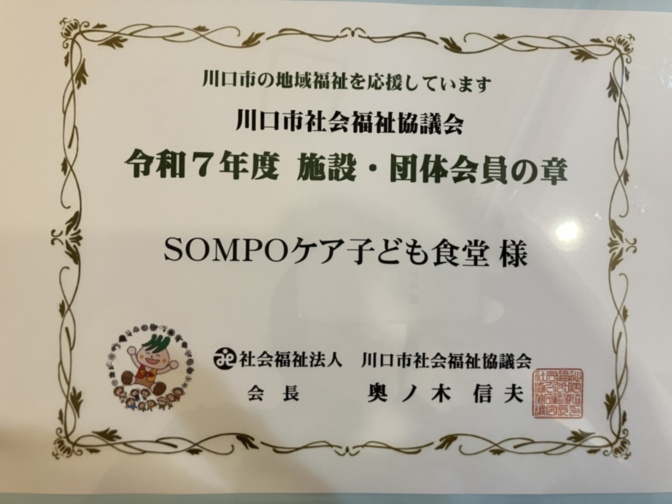 川口市の地域福祉を応援しています
川口市社会福祉協議会
令和７年度 施設・団体会員の章
SOMPOケア子ども食堂 様
社会福祉法人 川口市社会福祉協議会
会長 奥ノ木信夫